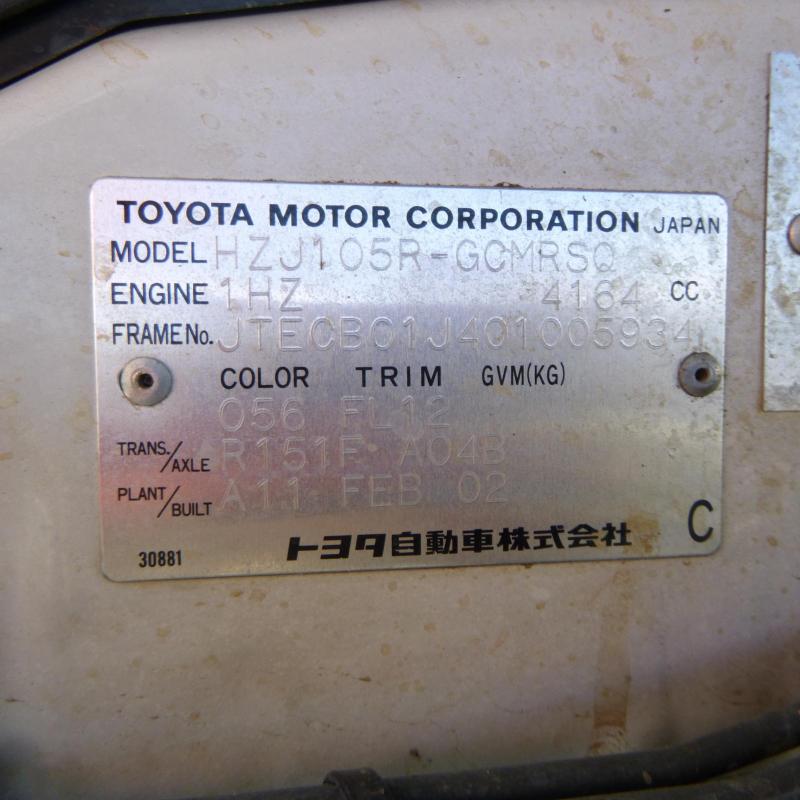 TOYOTA MOTOR CORPORATION JAPAN
MODEL HZJ105R-GCMRSQ
ENGINE 1HZ 4164 CC
FRAME No. JTECBC1J401005934
COLOR TRIM GVM(KG)
056 FL12
TRANS./AXLE R151F A04B
PLANT/BUILT A11 FEB 02
30881 トヨタ自動車株式会社 C